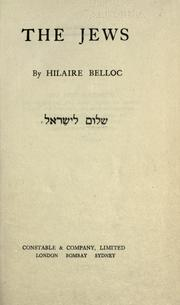 THE JEWS
By HILAIRE BELLOC
שלום לישראל
CONSTABLE & COMPANY, LIMITED
LONDON BOMBAY SYDNEY